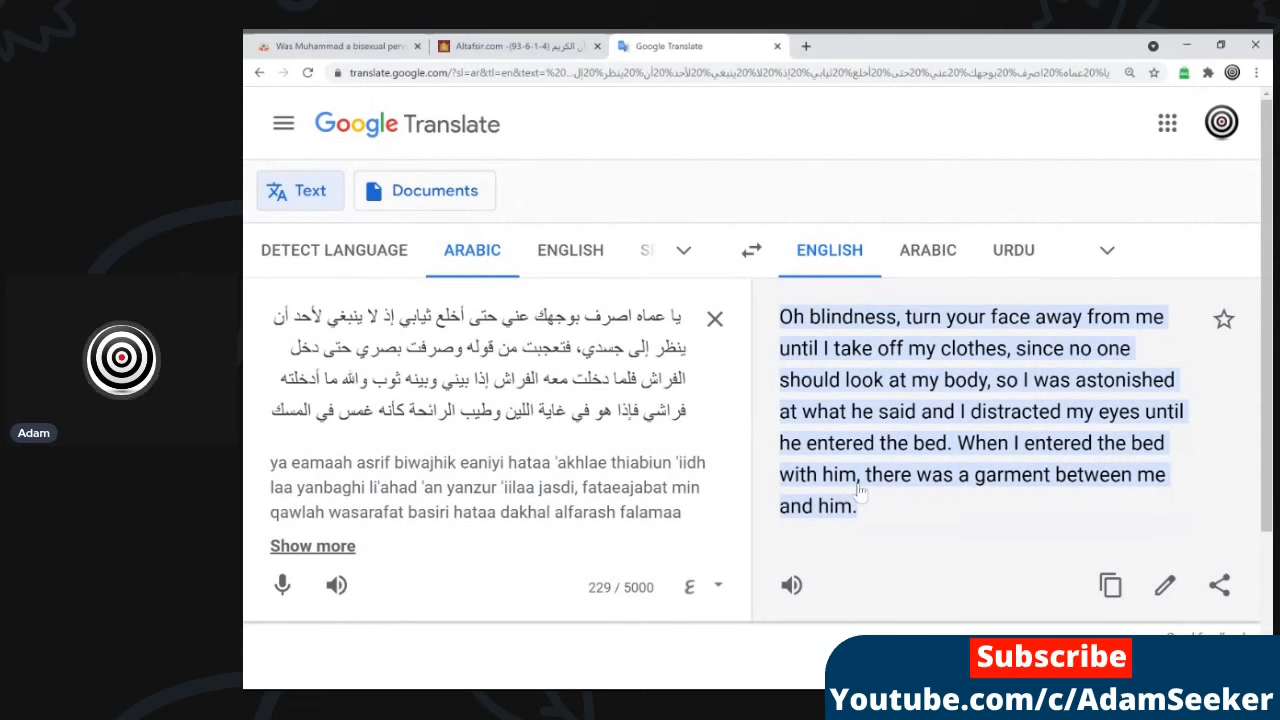 Was Muhammad a bisexual per
Altafsir.com -القرآن الكريم (93-6-1-4)
Google Translate
translate.google.com/?sl=ar&tl=en&text=
Google Translate
Text
Documents
DETECT LANGUAGE
ARABIC
ENGLISH
ENGLISH
ARABIC
URDU
يا عماه اصرف بوجهك عني حتى أخلع ثيابي إذ لا ينبغي لأحد أن
ينظر إلى جسدي، فتعجبت من قوله وصرفت بصري حتى دخل
الفراش فلما دخلت معه الفراش إذا بيني وبينه ثوب والله ما أدخلته
فراشي فإذا هو في غاية اللين وطيب الرائحة كأنه غمس في المسك
ya eamaah asrif biwajhik eaniyi hataa 'akhlae thiabiun 'iidh
laa yanbaghi li'ahad 'an yanzur 'iilaa jasdi, fataeajabat min
qawlah wasarafat basiri hataa dakhal alfarash falamaa
Show more
229 / 5000
ع
Oh blindness, turn your face away from me
until I take off my clothes, since no one
should look at my body, so I was astonished
at what he said and I distracted my eyes until
he entered the bed. When I entered the bed
with him, there was a garment between me
and him.
Adam
Subscribe
Youtube.com/c/AdamSeeker